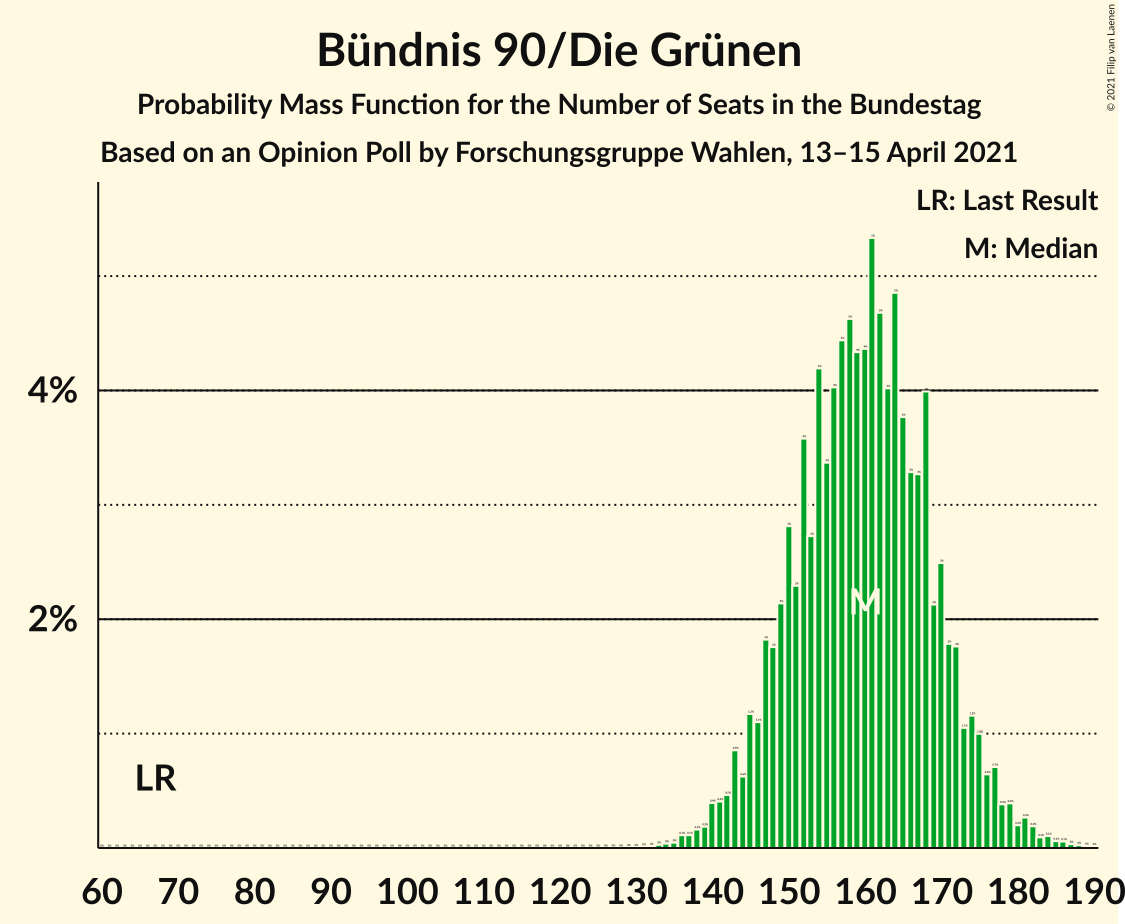 Bündnis 90/Die Grünen
Probability Mass Function for the Number of Seats in the Bundestag
Based on an Opinion Poll by Forschungsgruppe Wahlen, 13–15 April 2021
© 2021 Filip van Laenen
LR: Last Result
M: Median
4%
2%
M
LR
60 70 80 90 100 110 120 130 140 150 160 170 180 190